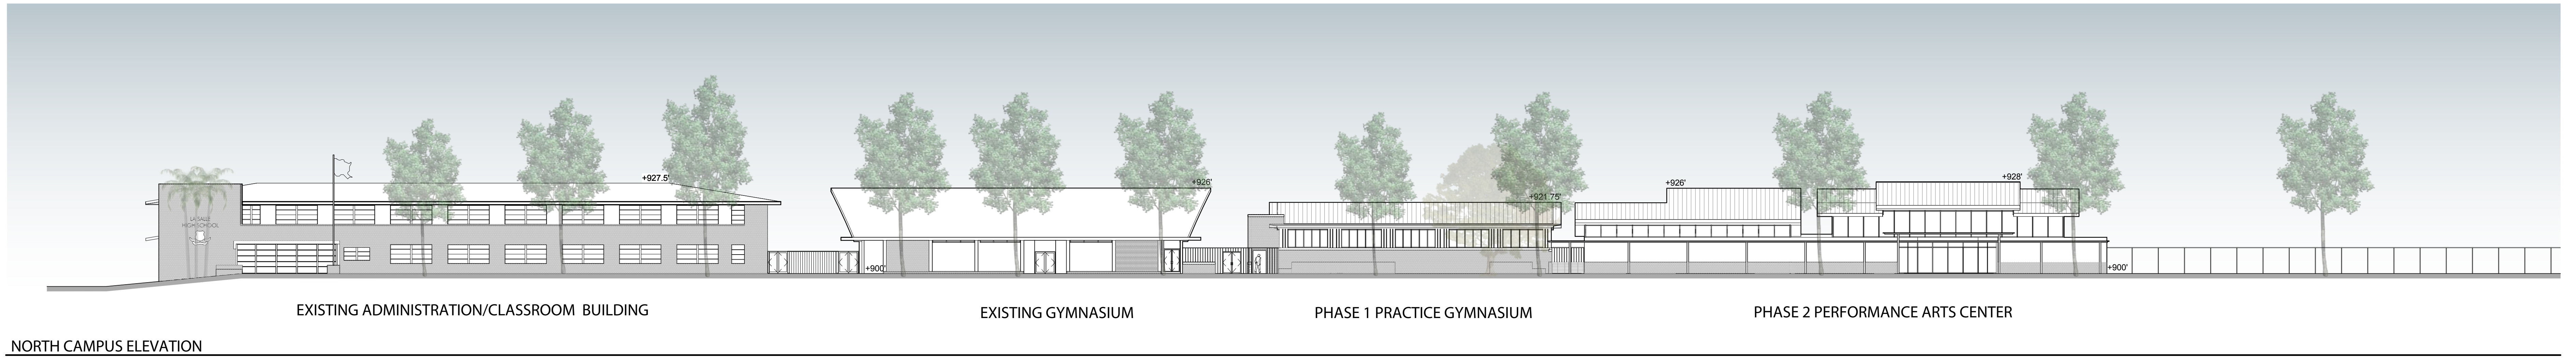 +927.5'
+926'
+926'
+928'
+921.75'
LA SALLE
HIGH SCHOOL
+900'
+900'
EXISTING ADMINISTRATION/CLASSROOM BUILDING
EXISTING GYMNASIUM
PHASE 1 PRACTICE GYMNASIUM
PHASE 2 PERFORMANCE ARTS CENTER
NORTH CAMPUS ELEVATION